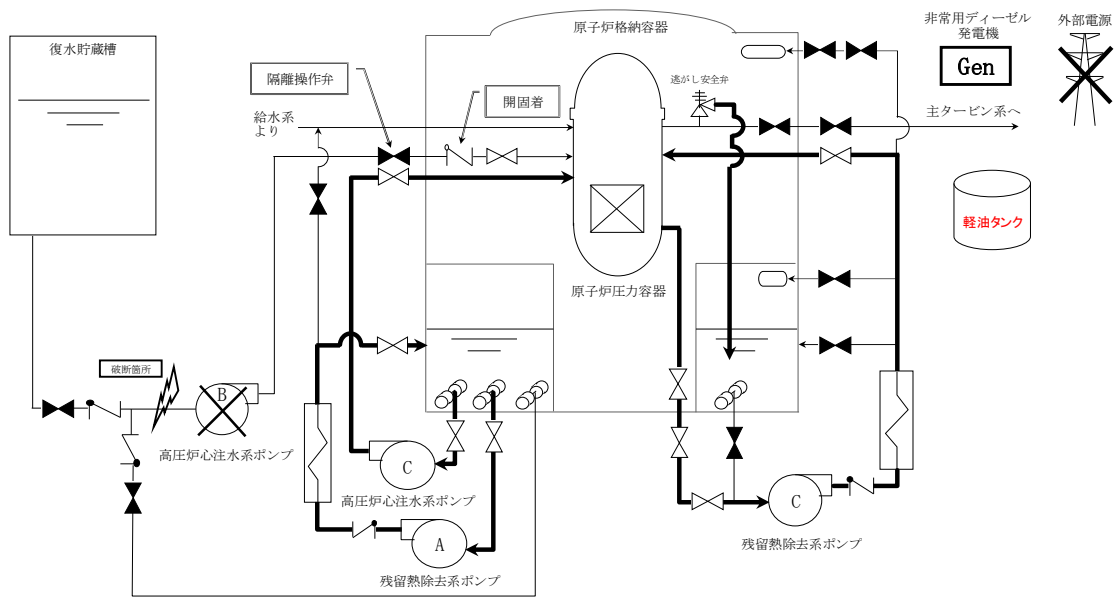 原子炉格納容器
非常用ディーゼル
発電機
外部電源
復水貯蔵槽
隔離操作弁
逃がし安全弁
Gen
開固着
給水系
より
主タービン系へ
軽油タンク
原子炉圧力容器
破断箇所
B
高圧炉心注水系ポンプ
C
高圧炉心注水系ポンプ
C
A
残留熱除去系ポンプ
残留熱除去系ポンプ